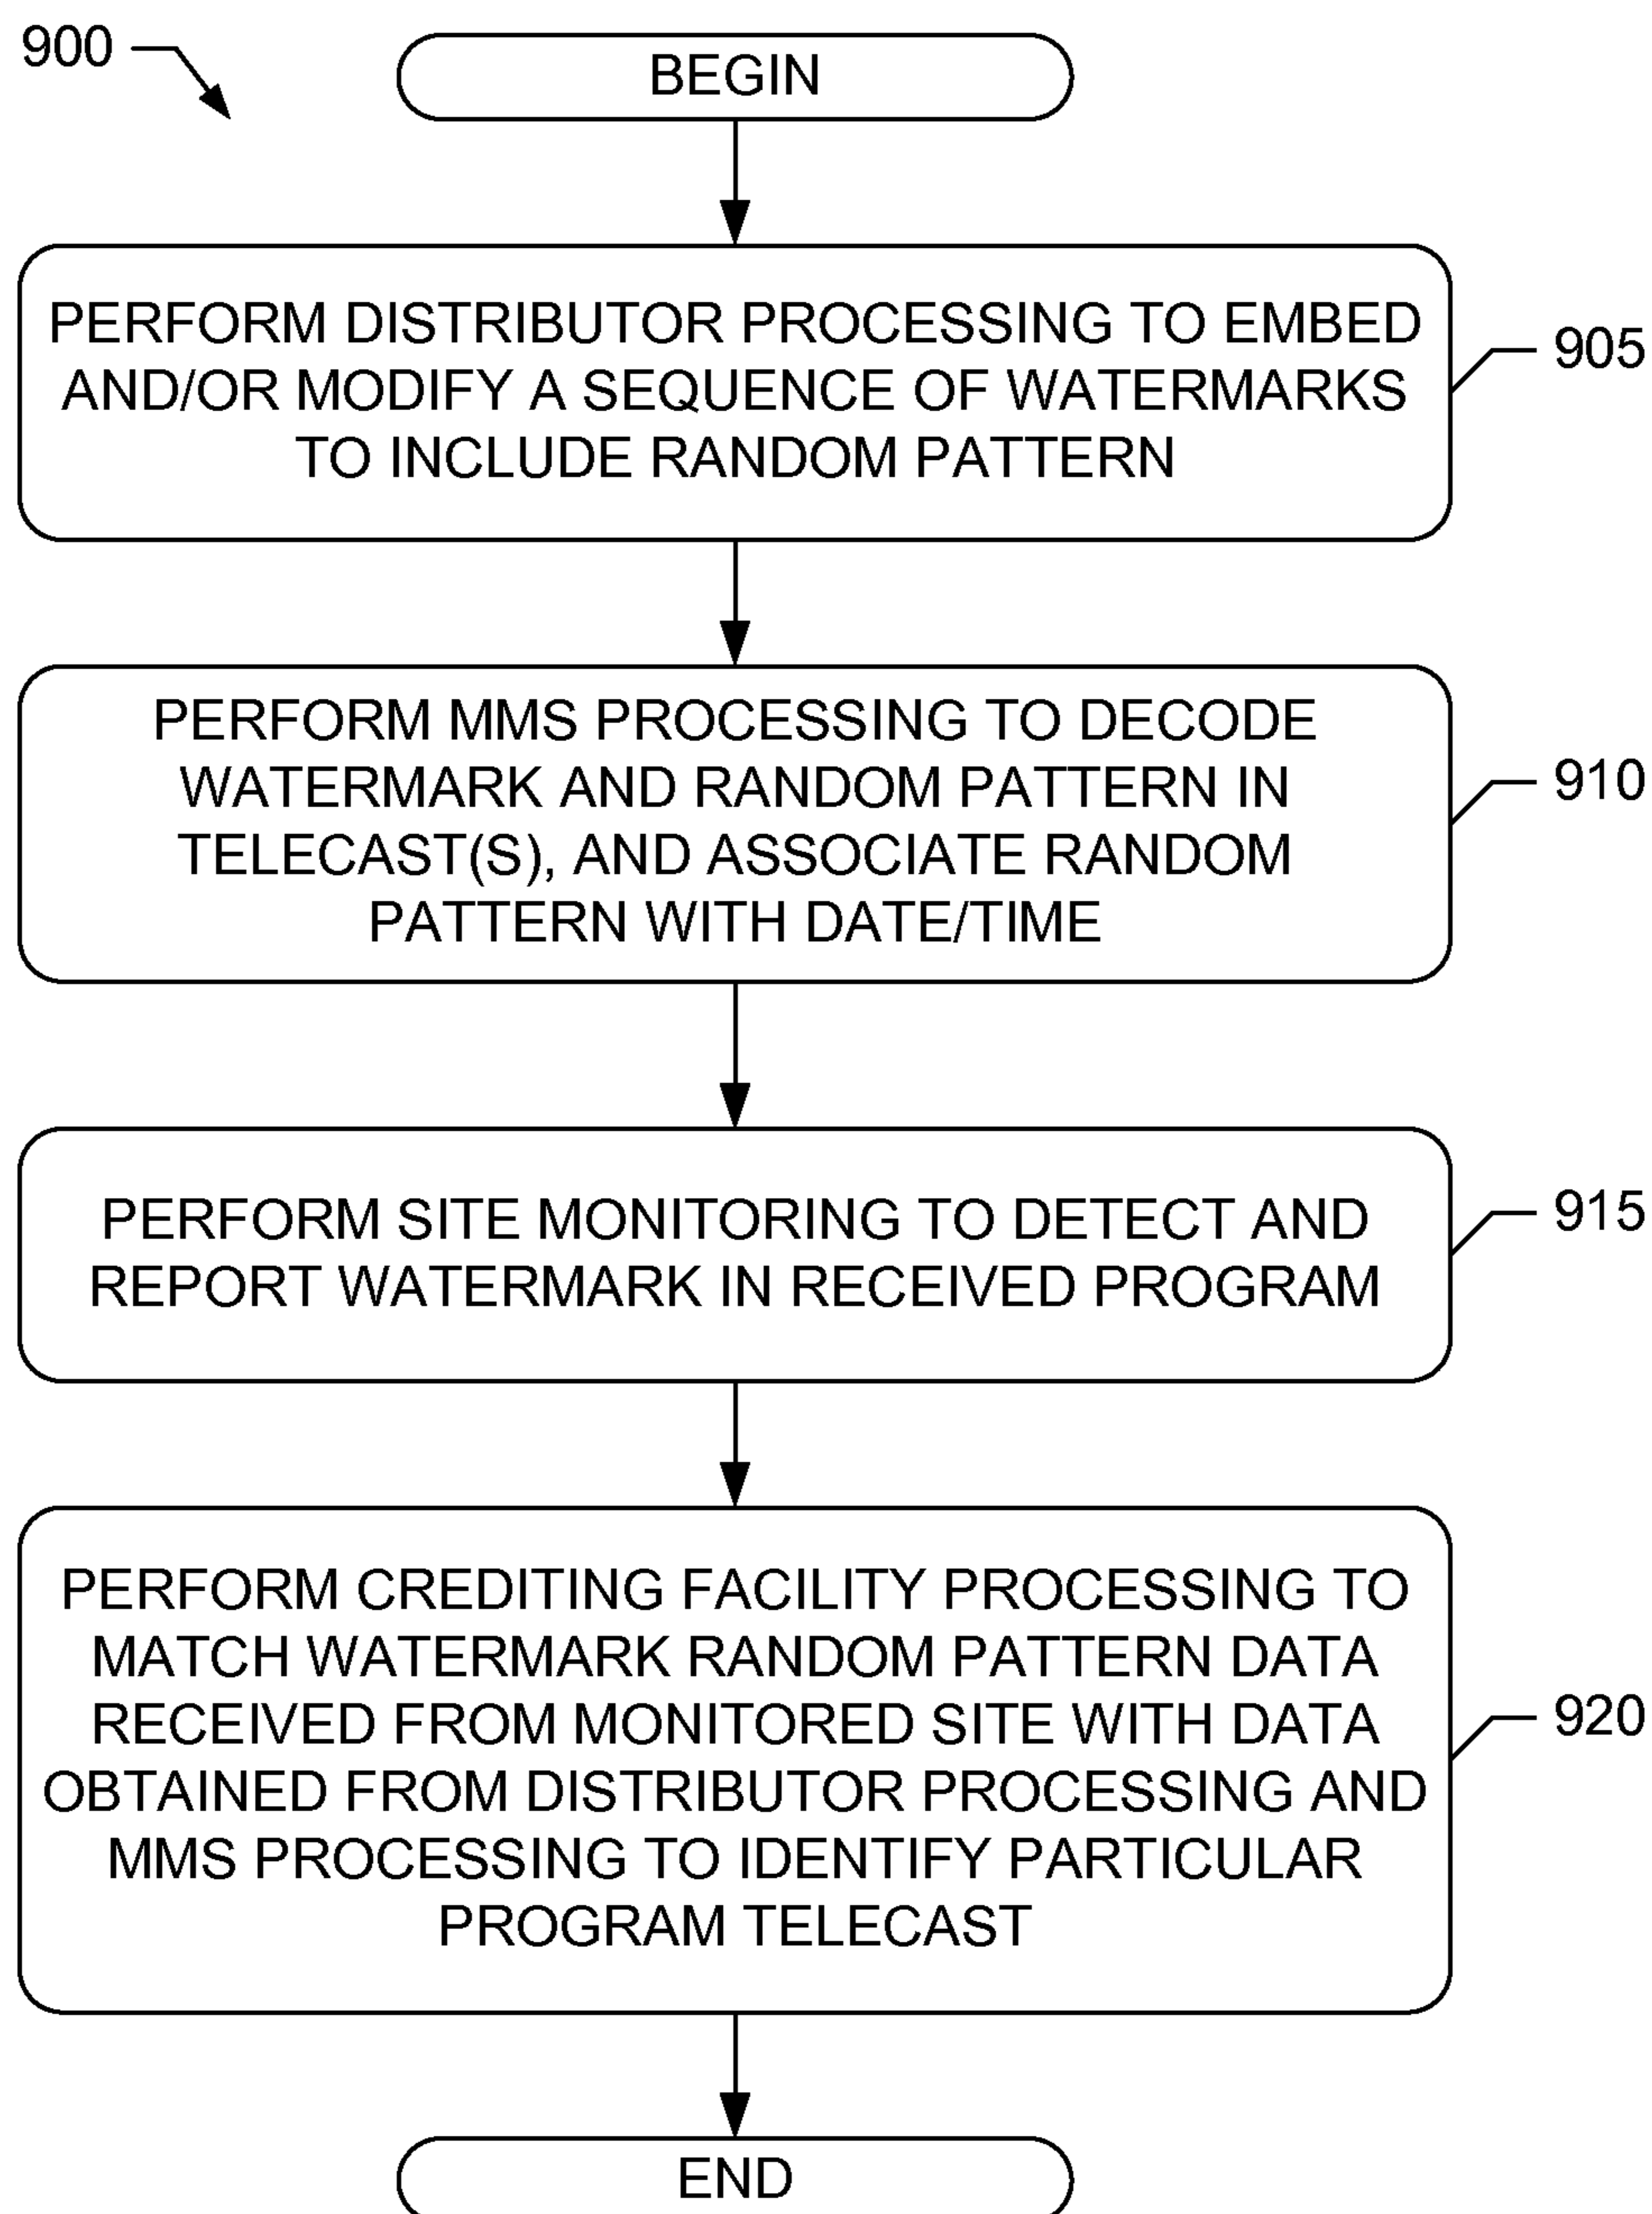 900
BEGIN
PERFORM DISTRIBUTOR PROCESSING TO EMBED
AND/OR MODIFY A SEQUENCE OF WATERMARKS
TO INCLUDE RANDOM PATTERN
905
PERFORM MMS PROCESSING TO DECODE
WATERMARK AND RANDOM PATTERN IN
TELECAST(S), AND ASSOCIATE RANDOM
PATTERN WITH DATE/TIME
910
PERFORM SITE MONITORING TO DETECT AND
REPORT WATERMARK IN RECEIVED PROGRAM
915
PERFORM CREDITING FACILITY PROCESSING TO
MATCH WATERMARK RANDOM PATTERN DATA
RECEIVED FROM MONITORED SITE WITH DATA
OBTAINED FROM DISTRIBUTOR PROCESSING AND
MMS PROCESSING TO IDENTIFY PARTICULAR
PROGRAM TELECAST
920
END